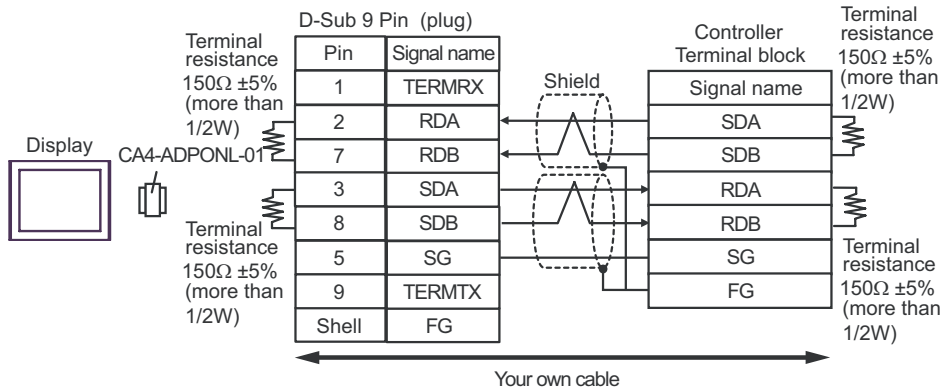 D-Sub 9 Pin (plug)
Terminal
resistance
150Ω ±5%
(more than
1/2W)
Display
CA4-ADPONL-01
Terminal
resistance
150Ω ±5%
(more than
1/2W)
Pin Signal name
1 TERMRX
2 RDA
7 RDB
3 SDA
8 SDB
5 SG
9 TERMTX
Shell FG
Shield
Controller
Terminal block
Signal name
SDA
SDB
RDA
RDB
SG
FG
Terminal
resistance
150Ω ±5%
(more than
1/2W)
Terminal
resistance
150Ω ±5%
(more than
1/2W)
Your own cable